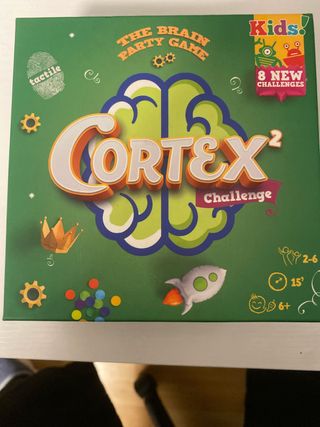 THE BRAIN
PARTY GAME
Kids!
8 NEW
CHALLENGES
tactile
CORTEX²
Challenge
2-6
15'
6+